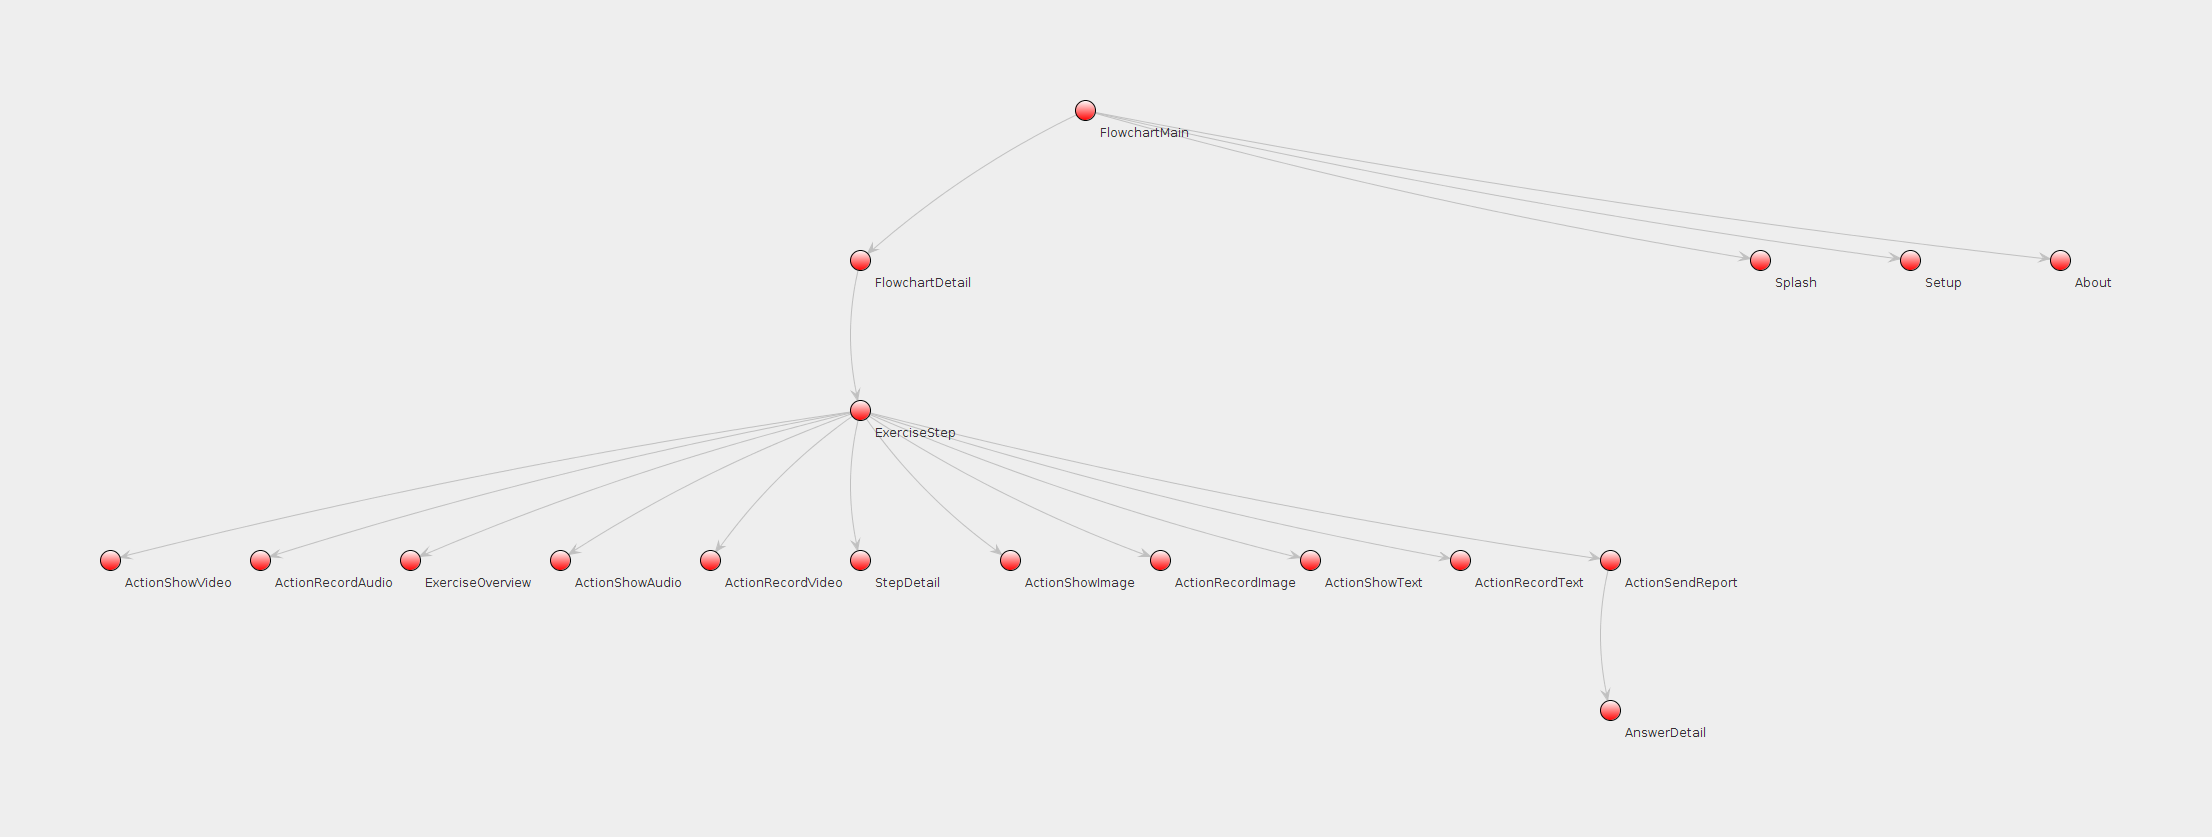 FlowchartMain
FlowchartDetail
Splash
Setup
About
ExerciseStep
ActionShowVideo
ActionRecordAudio
ExerciseOverview
ActionShowAudio
ActionRecordVideo
StepDetail
ActionShowImage
ActionRecordImage
ActionShowText
ActionRecordText
ActionSendReport
AnswerDetail